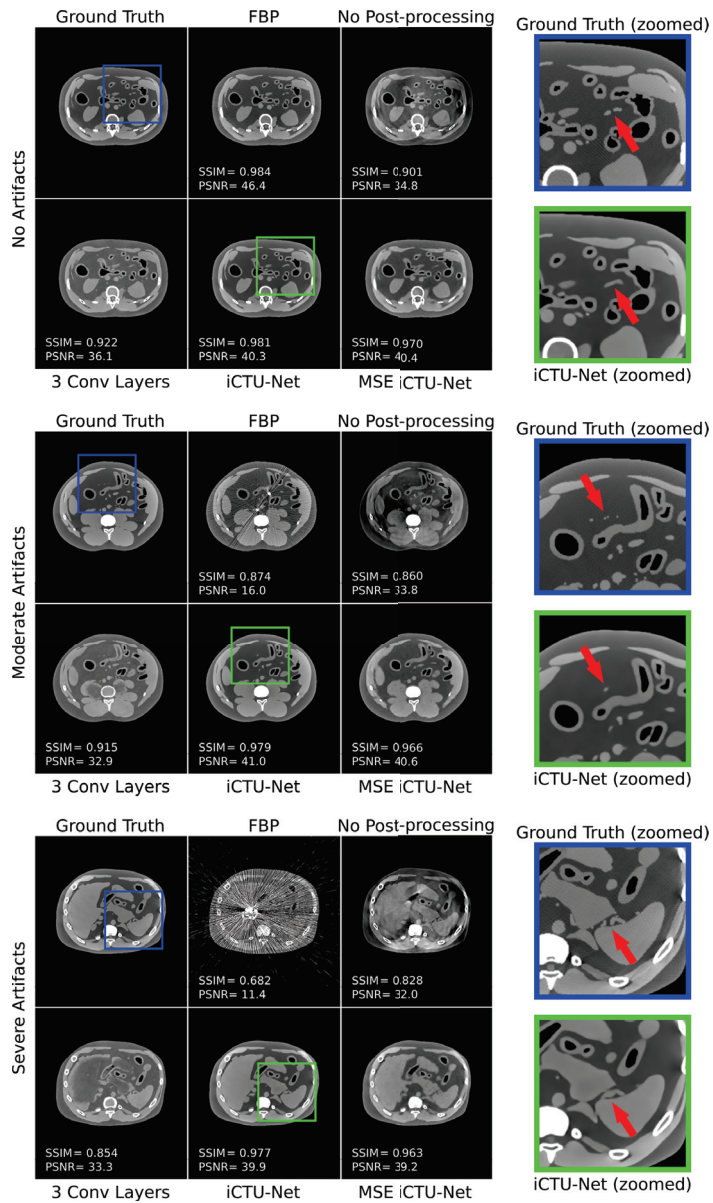 Ground Truth
FBP
No Post-processing
Ground Truth (zoomed)
No Artifacts
SSIM= 0.984
PSNR= 46.4
SSIM= 0.901
PSNR= 34.8
SSIM= 0.922
PSNR= 36.1
SSIM= 0.981
PSNR= 40.3
SSIM= 0.970
PSNR= 40.4
3 Conv Layers
iCTU-Net
MSE iCTU-Net
iCTU-Net (zoomed)
Ground Truth
FBP
No Post-processing
Ground Truth (zoomed)
Moderate Artifacts
SSIM= 0.874
PSNR= 16.0
SSIM= 0.860
PSNR= 33.8
SSIM= 0.915
PSNR= 32.9
SSIM= 0.979
PSNR= 41.0
SSIM= 0.966
PSNR= 40.6
3 Conv Layers
iCTU-Net
MSE iCTU-Net
iCTU-Net (zoomed)
Ground Truth
FBP
No Post-processing
Ground Truth (zoomed)
Severe Artifacts
SSIM= 0.682
PSNR= 11.4
SSIM= 0.828
PSNR= 32.0
SSIM= 0.854
PSNR= 33.3
SSIM= 0.977
PSNR= 39.9
SSIM= 0.963
PSNR= 39.2
3 Conv Layers
iCTU-Net
MSE iCTU-Net
iCTU-Net (zoomed)